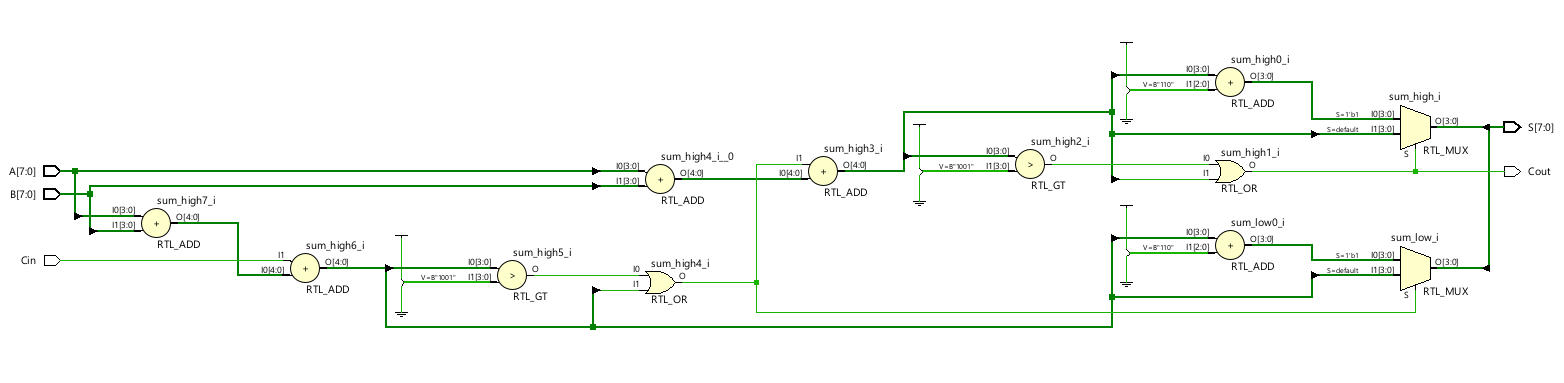 A[7:0]
B[7:0]
Cin
sum_high7_i
I0[3:0]
I1[3:0]
+
O[4:0]
RTL_ADD
sum_high6_i
I1
I0[4:0]
+
O[4:0]
RTL_ADD
sum_high5_i
I0[3:0]
V=B"1001"
I1[3:0]
>
O
RTL_GT
sum_high4_i
I0
I1
O
RTL_OR
sum_high4_i__0
I0[3:0]
I1[3:0]
+
O[4:0]
RTL_ADD
sum_high3_i
I1
I0[4:0]
+
O[4:0]
RTL_ADD
sum_high2_i
I0[3:0]
V=B"1001"
I1[3:0]
>
O
RTL_GT
sum_high0_i
I0[3:0]
V=B"110"
I1[2:0]
+
O[3:0]
RTL_ADD
sum_high1_i
I0
I1
O
RTL_OR
sum_low0_i
I0[3:0]
V=B"110"
I1[2:0]
+
O[3:0]
RTL_ADD
sum_high_i
S=1'b1
I0[3:0]
S=default
I1[3:0]
O[3:0]
S
RTL_MUX
sum_low_i
S=1'b1
I0[3:0]
S=default
I1[3:0]
O[3:0]
S
RTL_MUX
S[7:0]
Cout